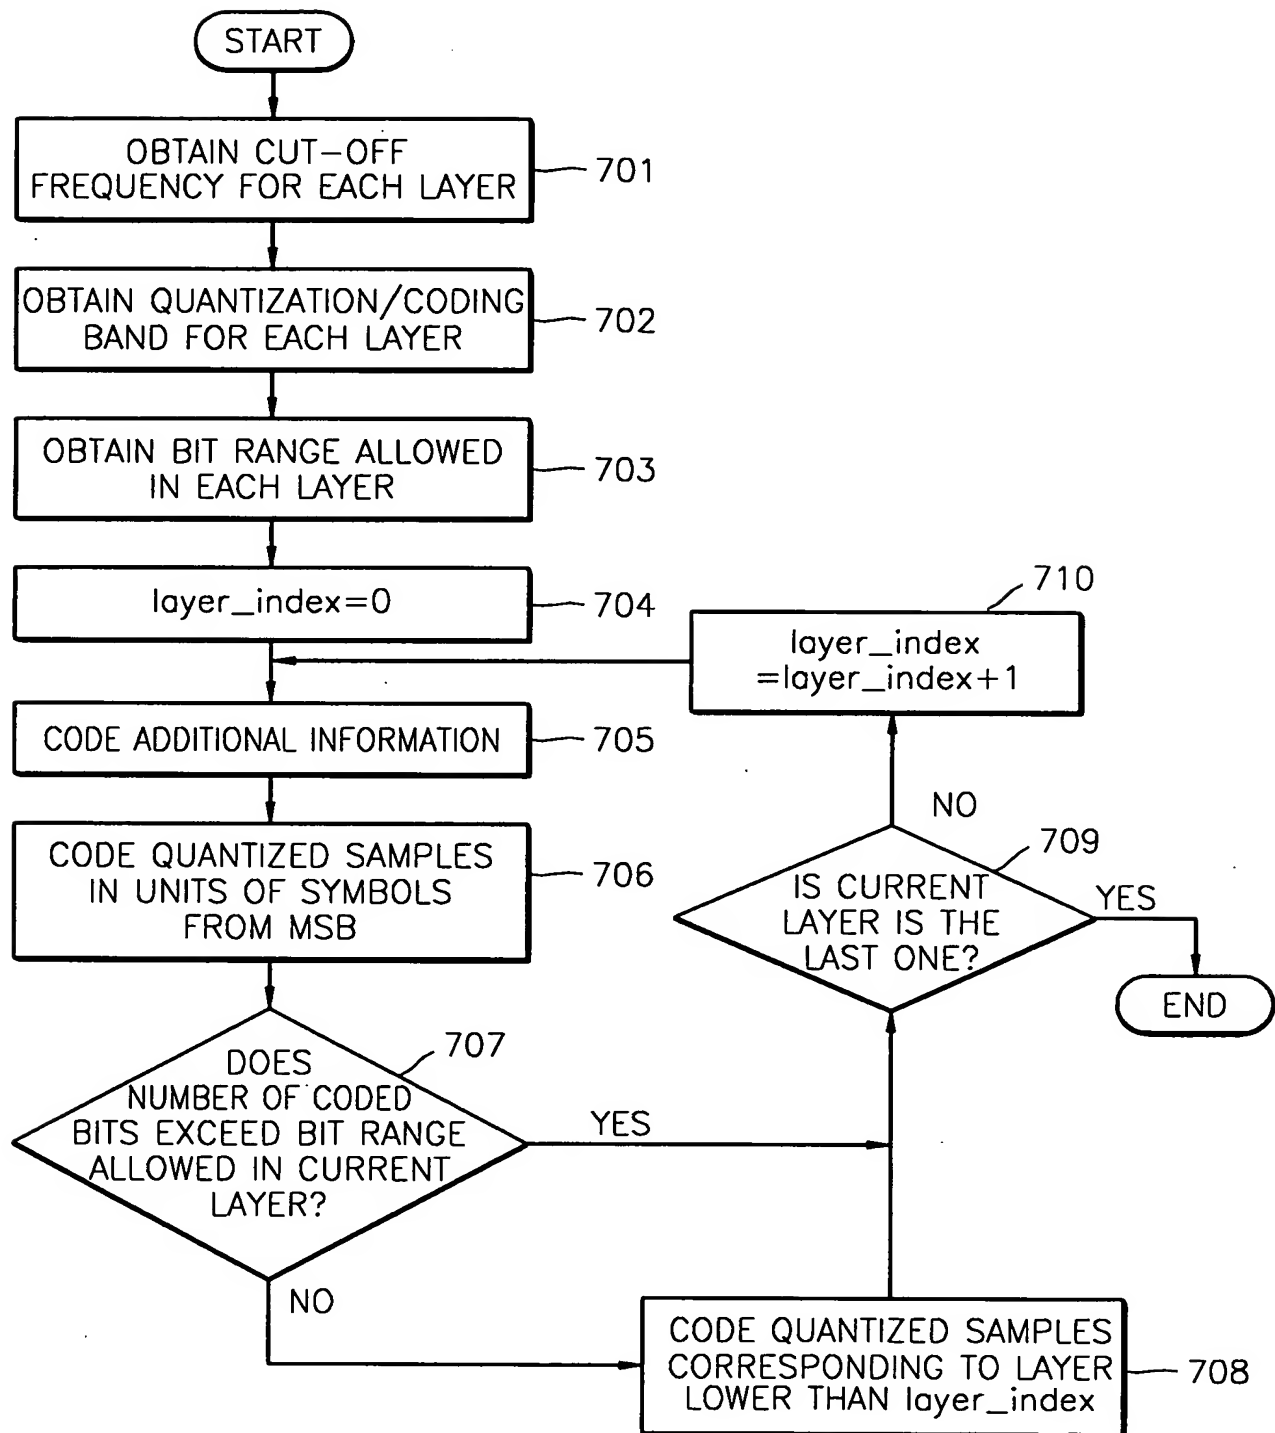 START
OBTAIN CUT-OFF
FREQUENCY FOR EACH LAYER
701
OBTAIN QUANTIZATION/CODING
BAND FOR EACH LAYER
702
OBTAIN BIT RANGE ALLOWED
IN EACH LAYER
703
layer_index=0
704
710
layer_index
=layer_index+1
CODE ADDITIONAL INFORMATION
705
CODE QUANTIZED SAMPLES
IN UNITS OF SYMBOLS
FROM MSB
706
NO
709
IS CURRENT
LAYER IS THE
LAST ONE?
YES
END
707
DOES
NUMBER OF CODED
BITS EXCEED BIT RANGE
ALLOWED IN CURRENT
LAYER?
YES
NO
CODE QUANTIZED SAMPLES
CORRESPONDING TO LAYER
LOWER THAN layer_index
708